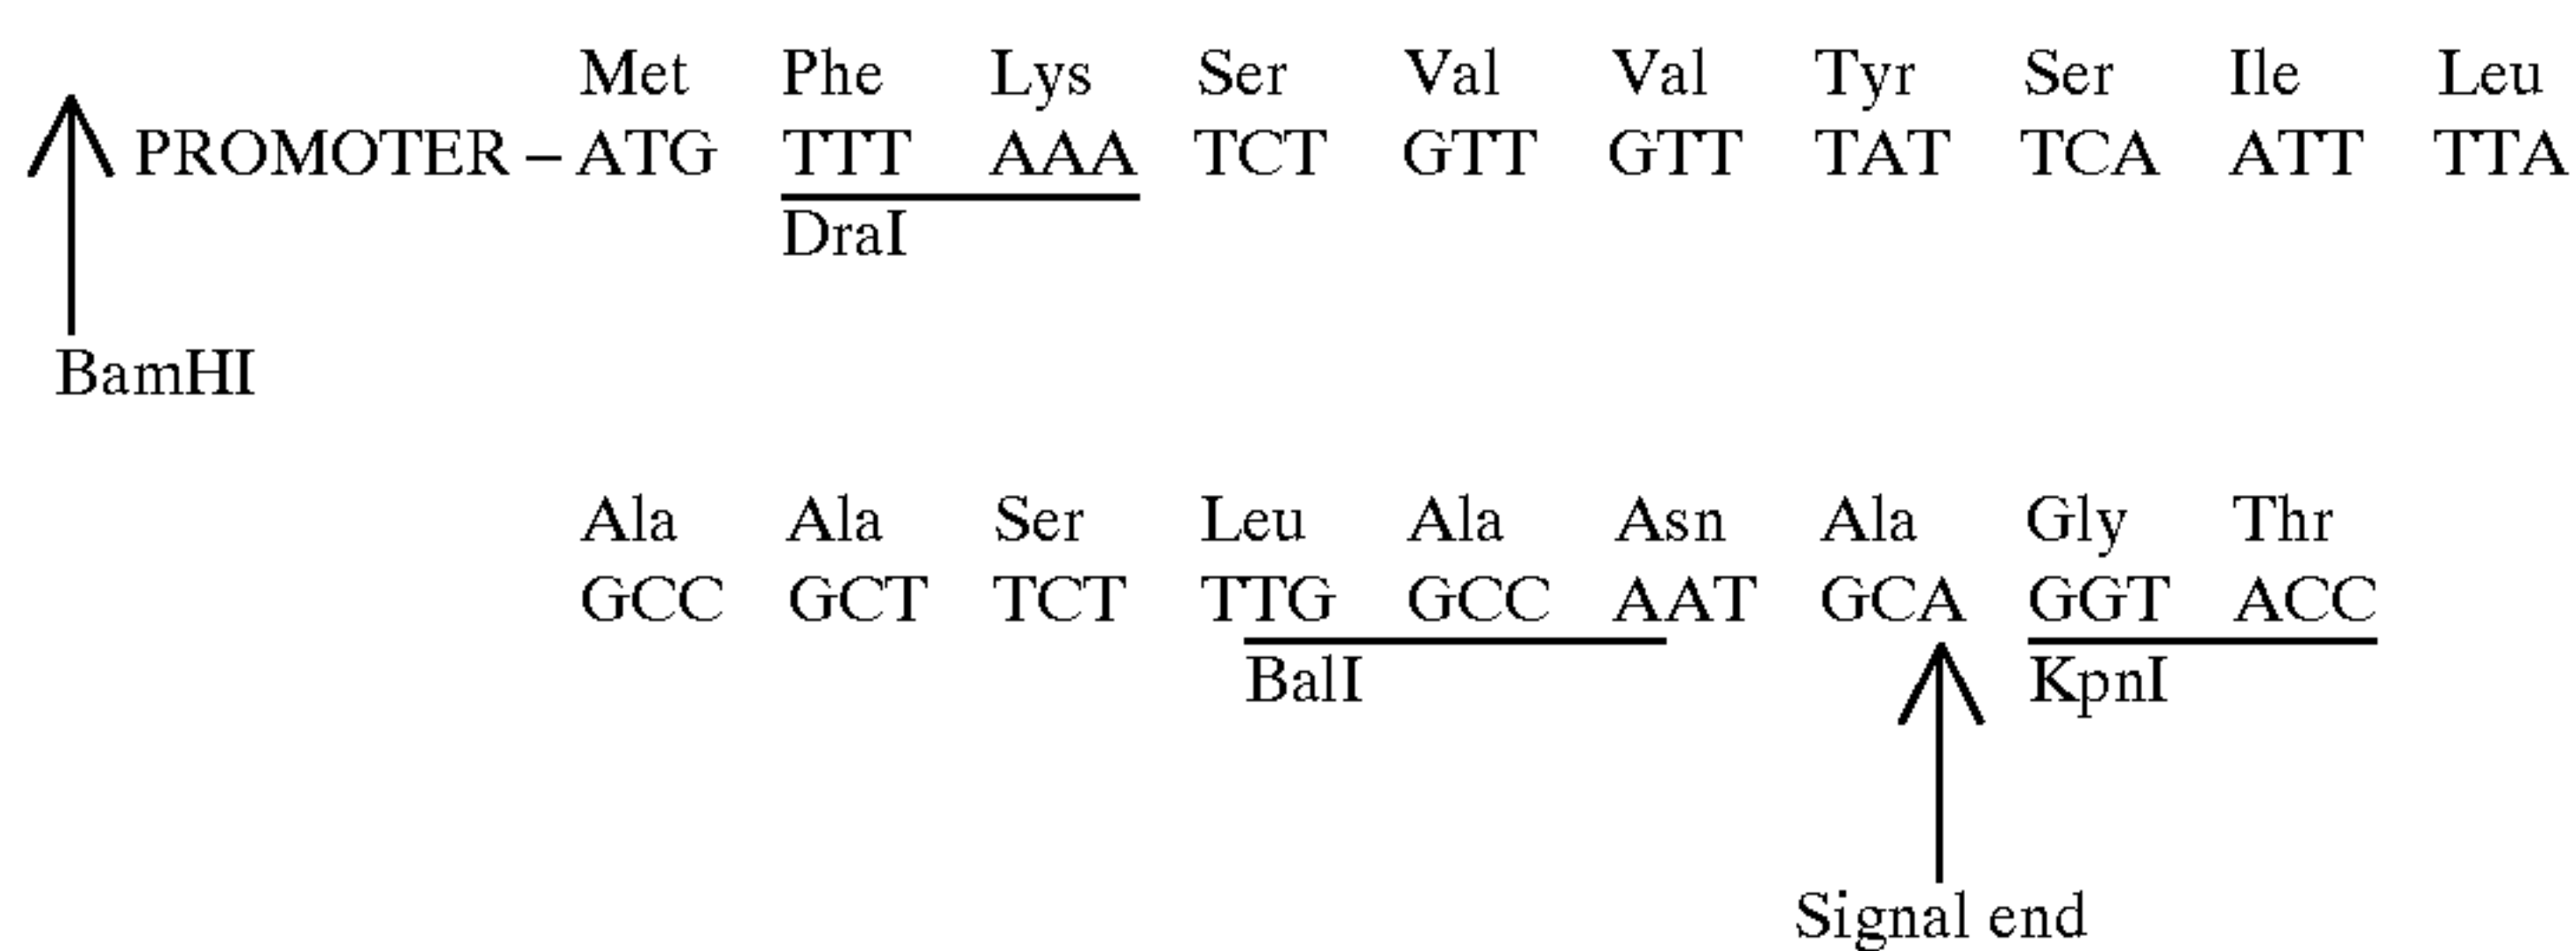 Met Phe Lys Ser Val Val Tyr Ser Ile Leu
PROMOTER – ATG TTT AAA TCT GTT GTT TAT TCA ATT TTA
DraI
BamHI
Ala Ala Ser Leu Ala Asn Ala Gly Thr
GCC GCT TCT TTG GCC AAT GCA GGT ACC
BalI KpnI
Signal end